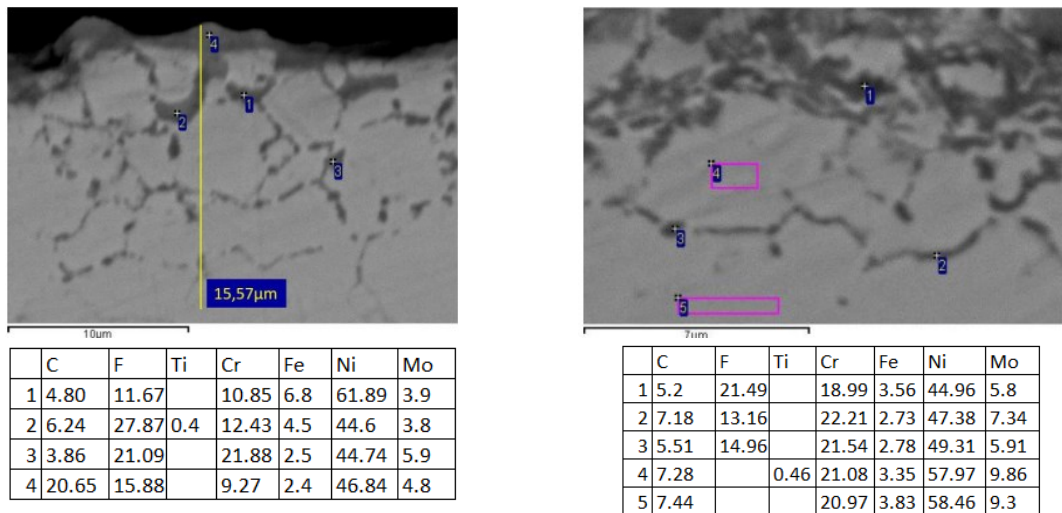 4
1
2
3
15,57µm
10um
C F Ti Cr Fe Ni Mo
1 4.80 11.67 10.85 6.8 61.89 3.9
2 6.24 27.87 0.4 12.43 4.5 44.6 3.8
3 3.86 21.09 21.88 2.5 44.74 5.9
4 20.65 15.88 9.27 2.4 46.84 4.8
1
4
3
2
5
7um
C F Ti Cr Fe Ni Mo
1 5.2 21.49 18.99 3.56 44.96 5.8
2 7.18 13.16 22.21 2.73 47.38 7.34
3 5.51 14.96 21.54 2.78 49.31 5.91
4 7.28 0.46 21.08 3.35 57.97 9.86
5 7.44 20.97 3.83 58.46 9.3